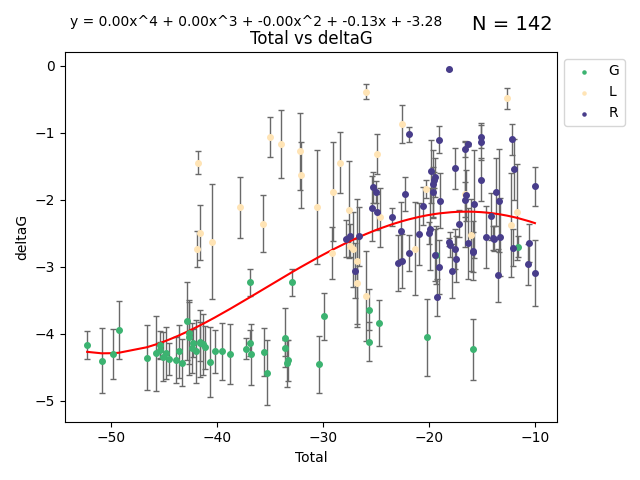 y = 0.00x^4 + 0.00x^3 + -0.00x^2 + -0.13x + -3.28
N = 142
Total vs deltaG
G
L
R
deltaG
0
−1
−2
−3
−4
−5
−50
−40
−30
−20
−10
Total